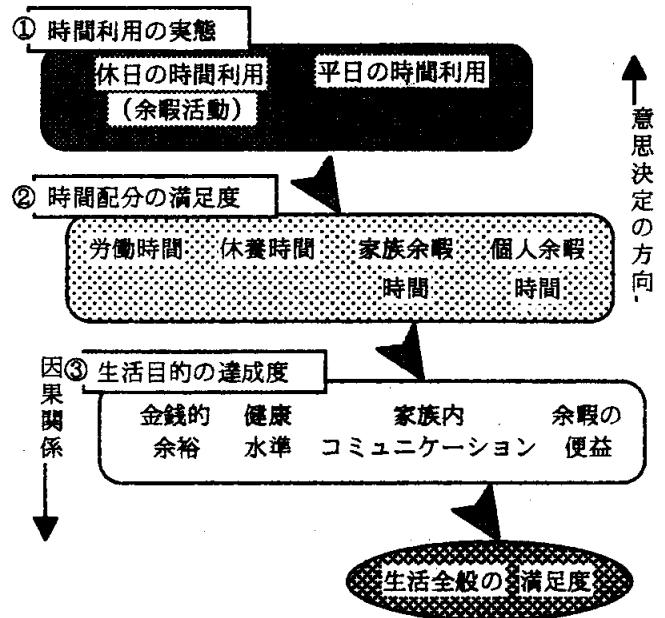 ① 時間利用の実態
休日の時間利用 平日の時間利用
（余暇活動）
意思決定の方向
② 時間配分の満足度
労働時間 休養時間 家族余暇 個人余暇
時間 時間
因果関係
③ 生活目的の達成度
金銭的 健康 家族内 余暇の
余裕 水準 コミュニケーション 便益
生活全般の 満足度